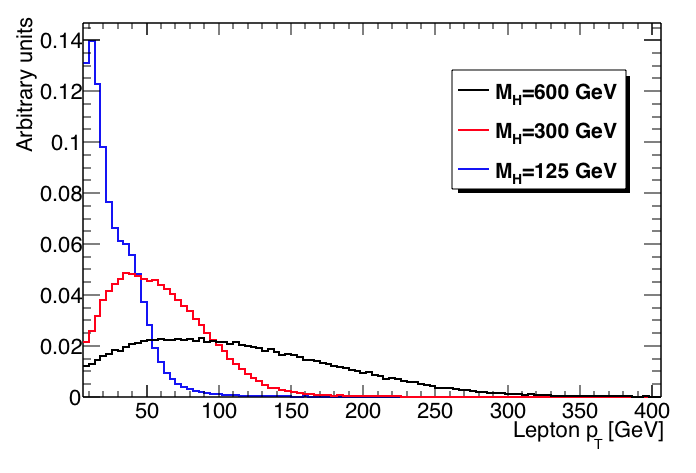 Arbitrary units
0.14
0.12
0.1
0.08
0.06
0.04
0.02
0
M_H=600 GeV
M_H=300 GeV
M_H=125 GeV
50 100 150 200 250 300 350 400
Lepton p_T [GeV]